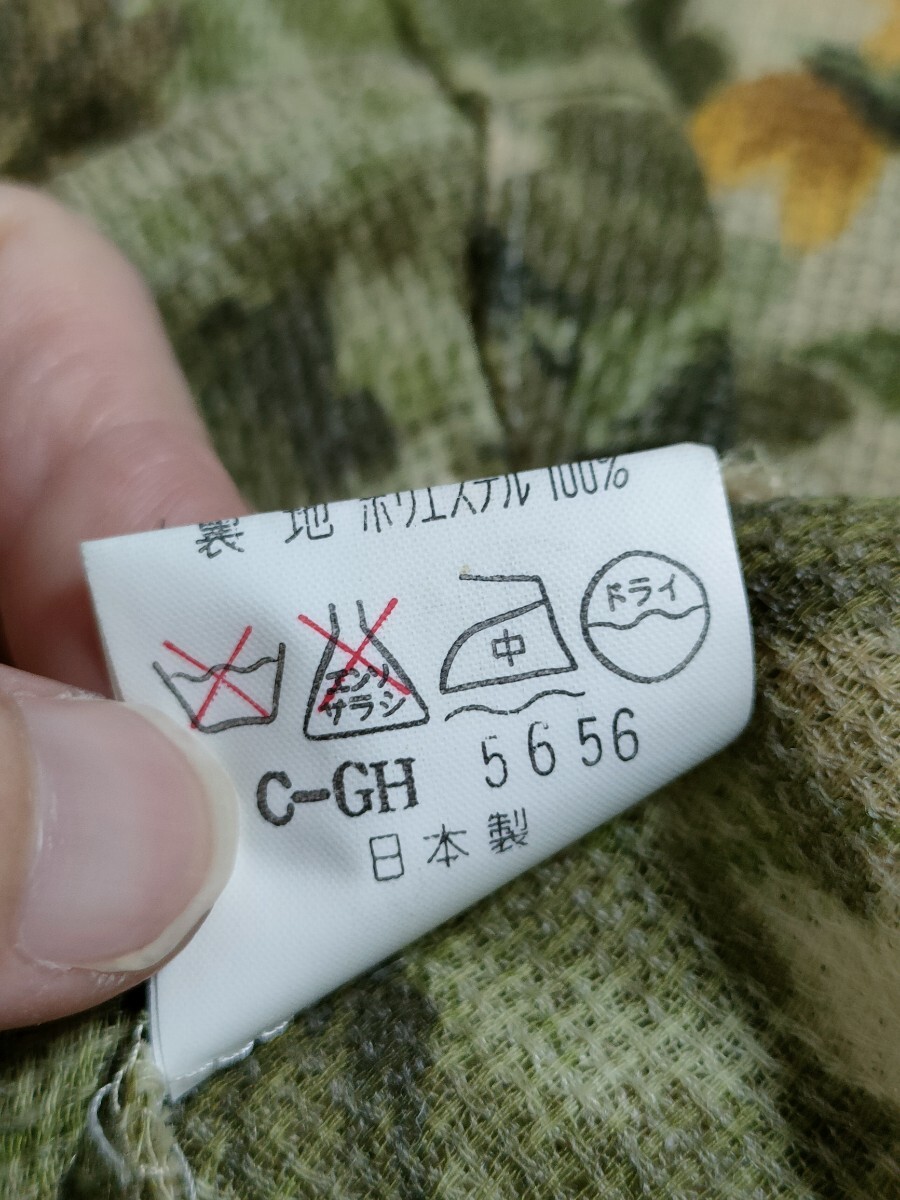 裏地 ポリエステル 100%
エンソ サラシ 中 ドライ
C-GH 5656
日本製